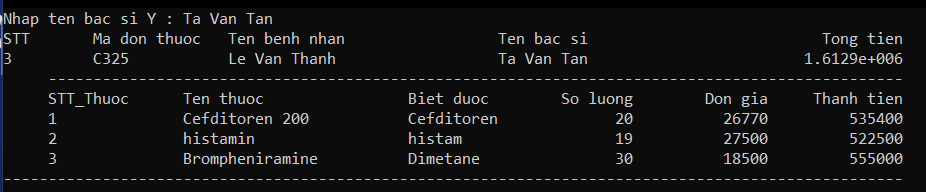 Nhap ten bac si Y : Ta Van Tan
STT Ma don thuoc Ten benh nhan Ten bac si Tong tien
3 C325 Le Van Thanh Ta Van Tan 1.6129e+006
--------------------------------------------------------------------------------
STT_Thuoc Ten thuoc Biet duoc So luong Don gia Thanh tien
1 Cefditoren 200 Cefditoren 20 26770 535400
2 histamin histam 19 27500 522500
3 Brompheniramine Dimetane 30 18500 555000
-----------------------------------------------------------------------------------------------